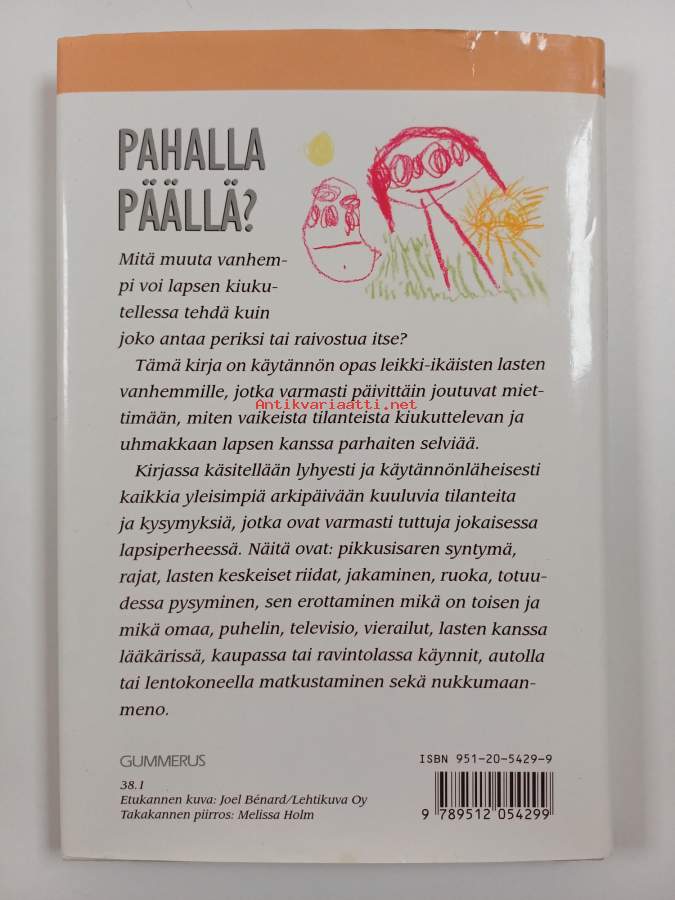 PAHALLA
PÄÄLLÄ?
Mitä muuta vanhem-
pi voi lapsen kiuku-
tellessa tehdä kuin
joko antaa periksi tai raivostua itse?
Tämä kirja on käytännön opas leikki-ikäisten lasten
vanhemmille, jotka varmasti päivittäin joutuvat miet-
Antikvariaatti.net
timään, miten vaikeista tilanteista kiukuttelevan ja
uhmakkaan lapsen kanssa parhaiten selviää.
Kirjassa käsitellään lyhyesti ja käytännönläheisesti
kaikkia yleisimpiä arkipäivään kuuluvia tilanteita
ja kysymyksiä, jotka ovat varmasti tuttuja jokaisessa
lapsiperheessä. Näitä ovat: pikkusisaren syntymä,
rajat, lasten keskeiset riidat, jakaminen, ruoka, totuu-
dessa pysyminen, sen erottaminen mikä on toisen ja
mikä omaa, puhelin, televisio, vierailut, lasten kanssa
lääkärissä, kaupassa tai ravintolassa käynnit, autolla
tai lentokoneella matkustaminen sekä nukkumaan-
meno.
GUMMERUS
38.1
Etukannen kuva: Joel Bénard/Lehtikuva Oy
Takakannen piirros: Melissa Holm
ISBN 951-20-5429-9
9 789512 054299